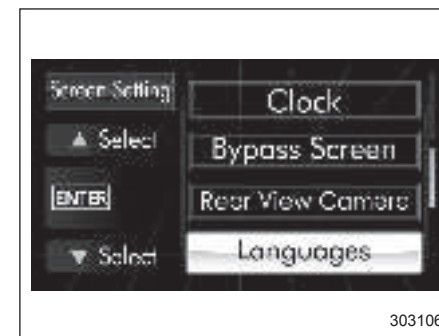 Screen Setting
Clock
▲ Select
Bypass Screen
ENTER
Rear View Camera
▼ Select
Languages
303106